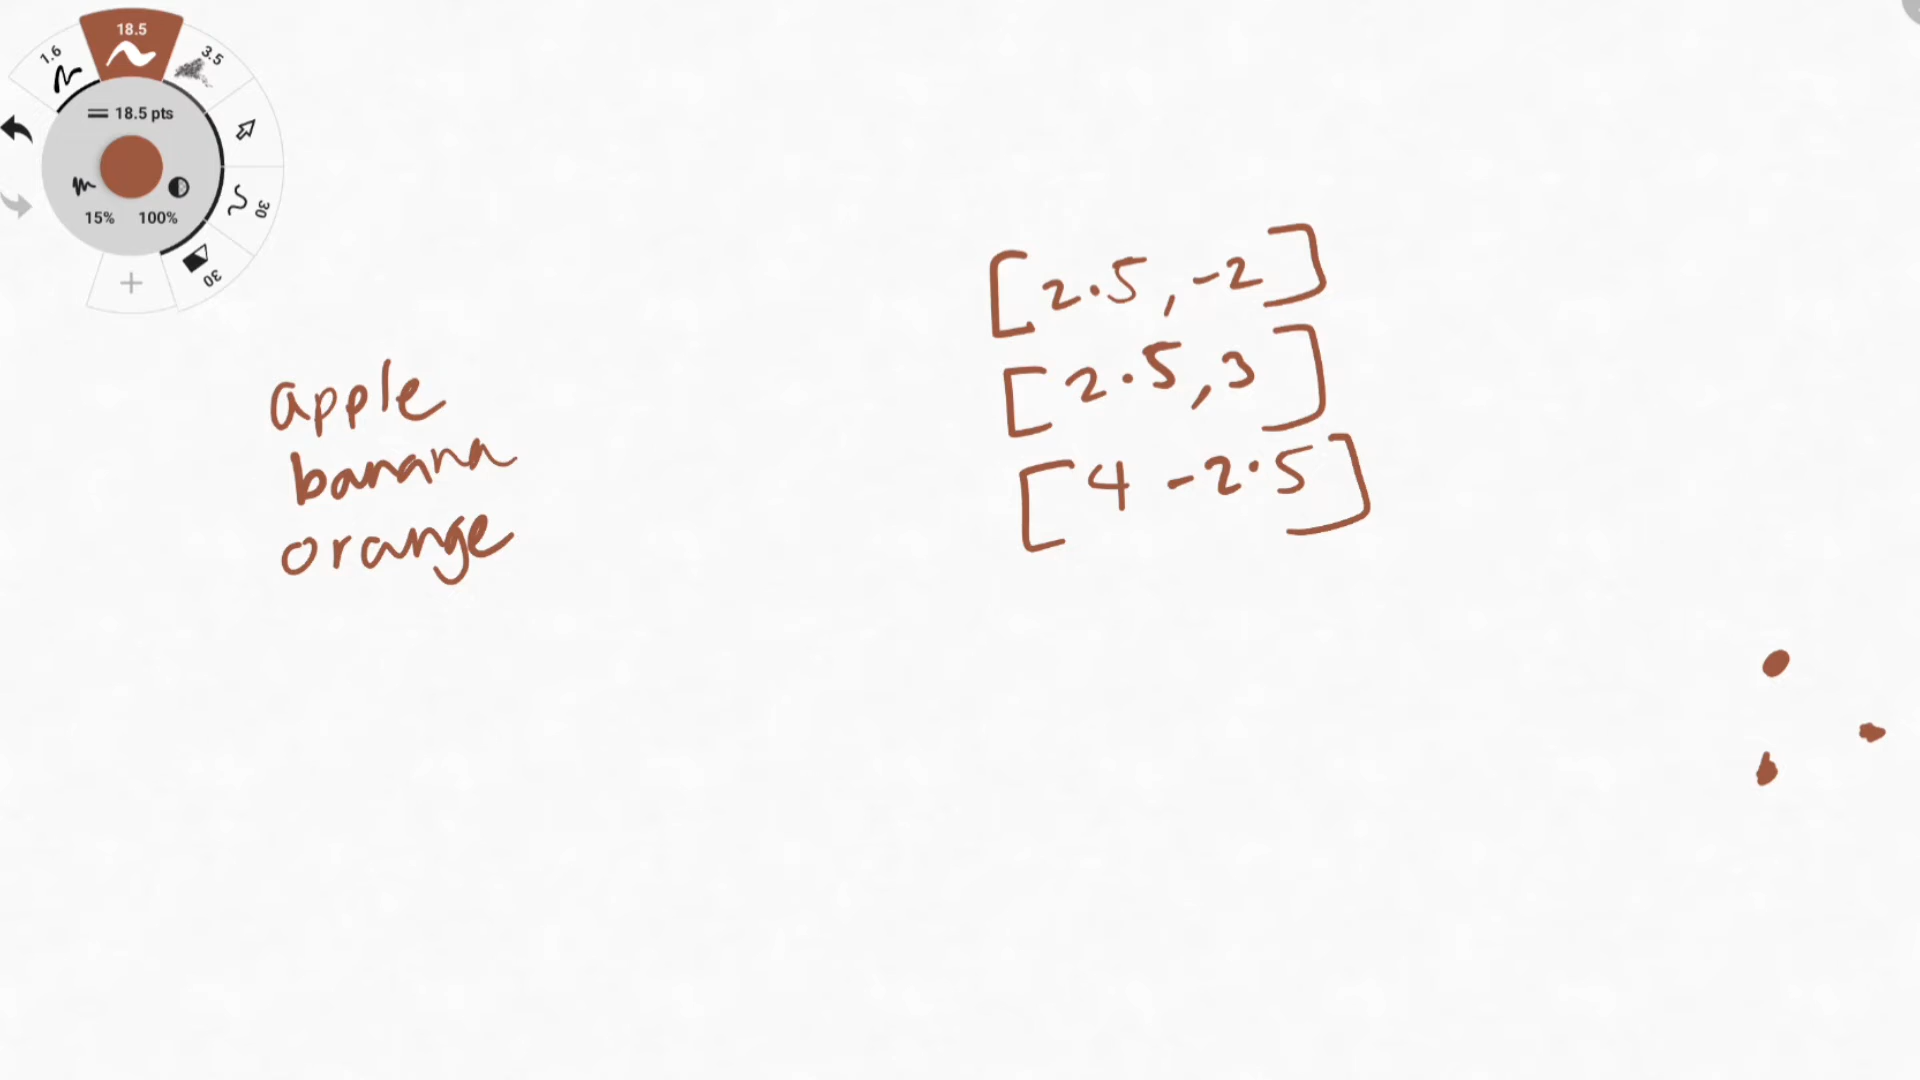 1.6
18.5
3.5
18.5 pts
15% 100%
30
30
apple
banana
orange
[2.5, -2]
[2.5, 3]
[4 -2.5]